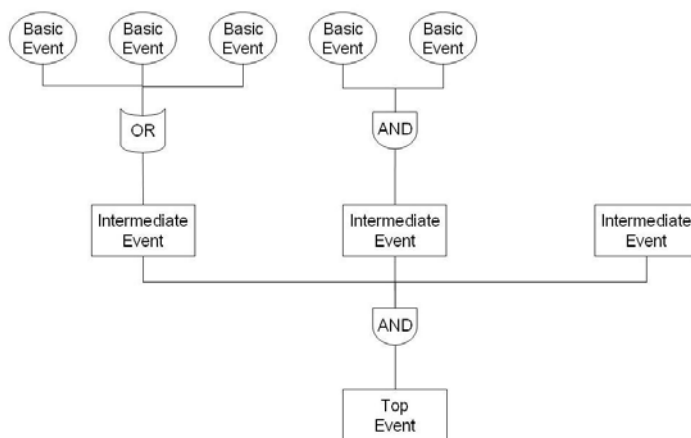 Basic
Event
Basic
Event
Basic
Event
Basic
Event
Basic
Event
OR
AND
Intermediate
Event
Intermediate
Event
Intermediate
Event
AND
Top
Event